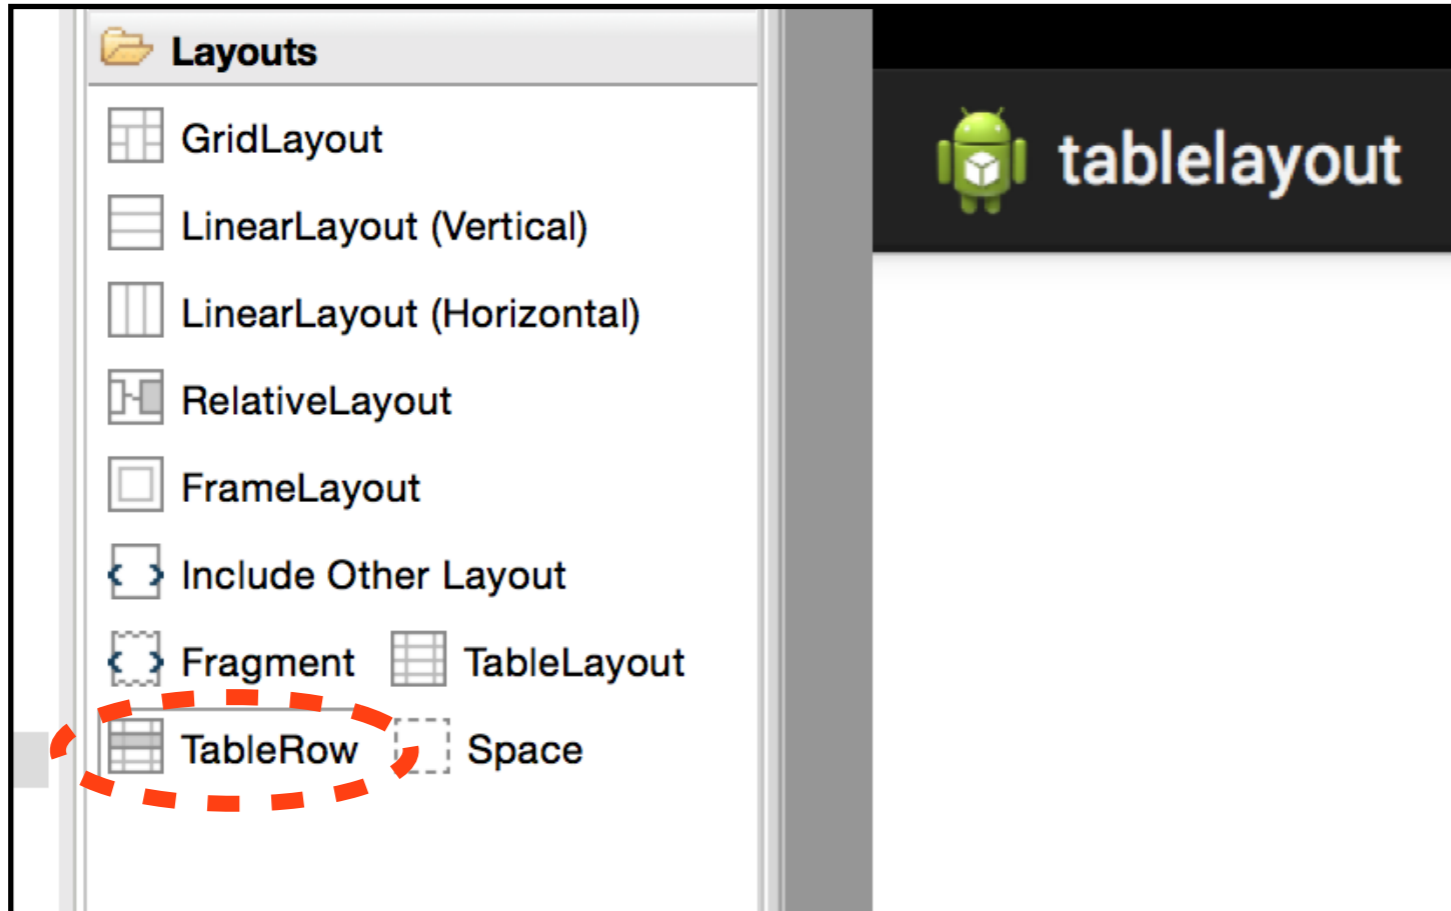 Layouts
GridLayout
LinearLayout (Vertical)
LinearLayout (Horizontal)
RelativeLayout
FrameLayout
Include Other Layout
Fragment TableLayout
TableRow Space
tablelayout